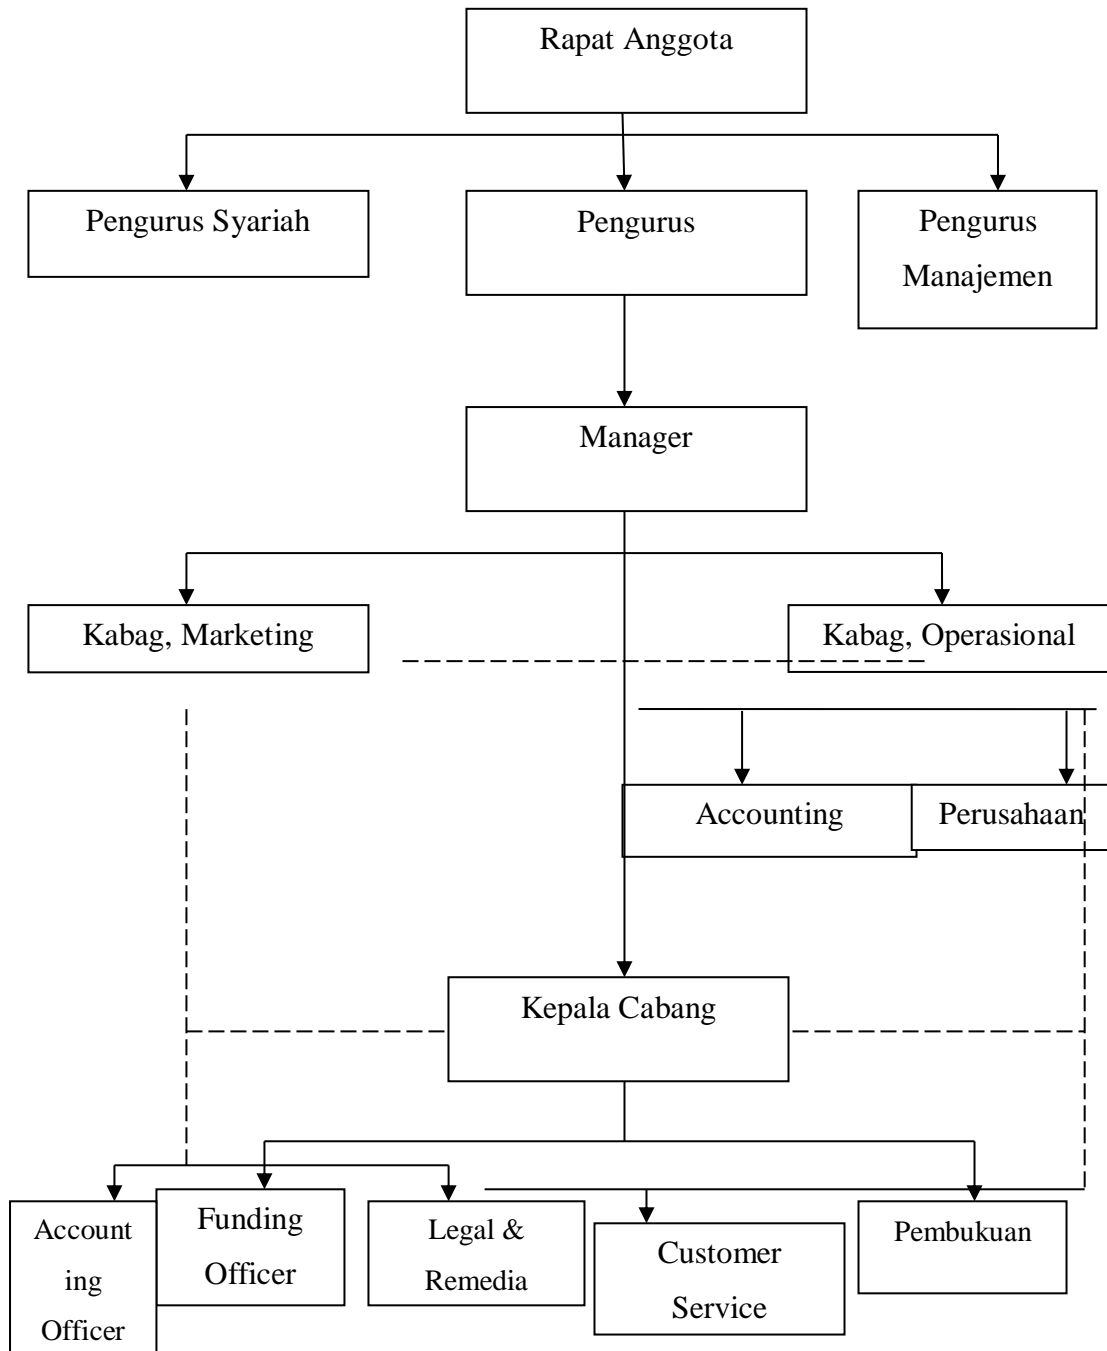 Rapat Anggota
Pengurus Syariah
Pengurus
Pengurus
Manajemen
Manager
Kabag, Marketing
Kabag, Operasional
Accounting
Perusahaan
Kepala Cabang
Account
ing
Officer
Funding
Officer
Legal &
Remedia
Customer
Service
Pembukuan